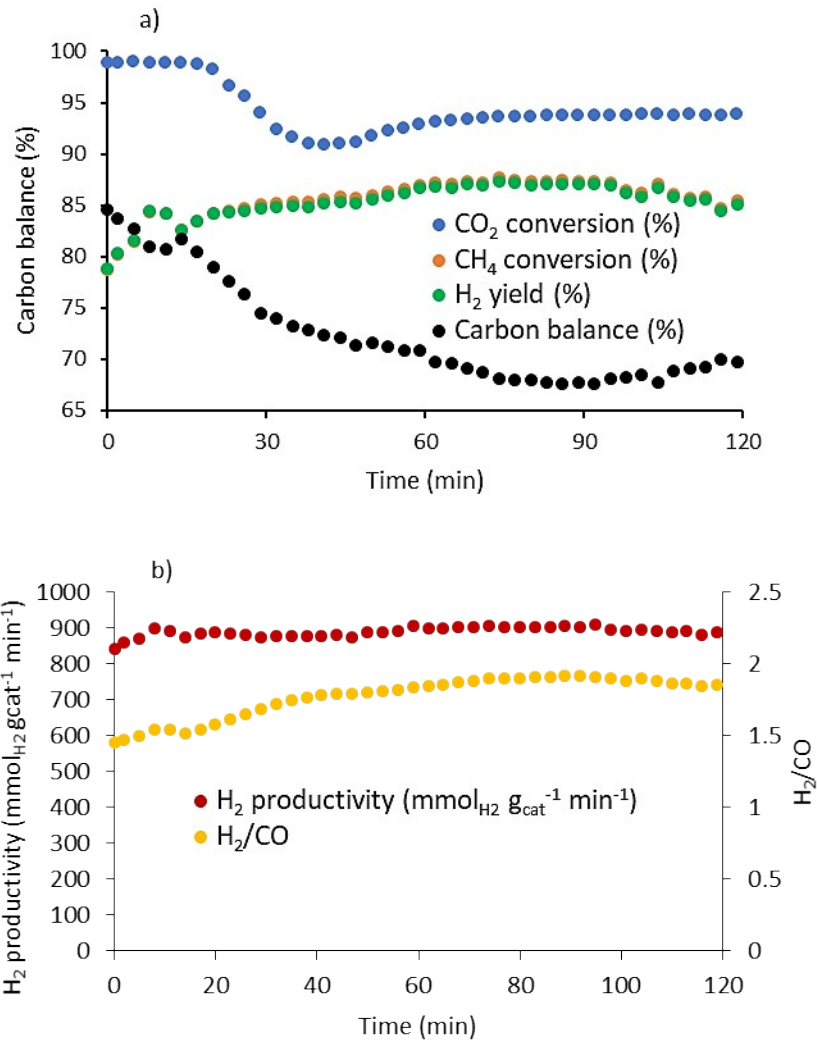 a)
100
95
90
85
80
75
70
65
Carbon balance (%)
CO₂ conversion (%)
CH₄ conversion (%)
H₂ yield (%)
Carbon balance (%)
0 30 60 90 120
Time (min)
b)
1000
900
800
700
600
500
400
300
200
100
0
H₂ productivity (mmol_H2 gcat⁻¹ min⁻¹)
2.5
2
1.5
1
0.5
0
H₂/CO
H₂ productivity (mmol_H2 g_cat⁻¹ min⁻¹)
H₂/CO
0 20 40 60 80 100 120
Time (min)